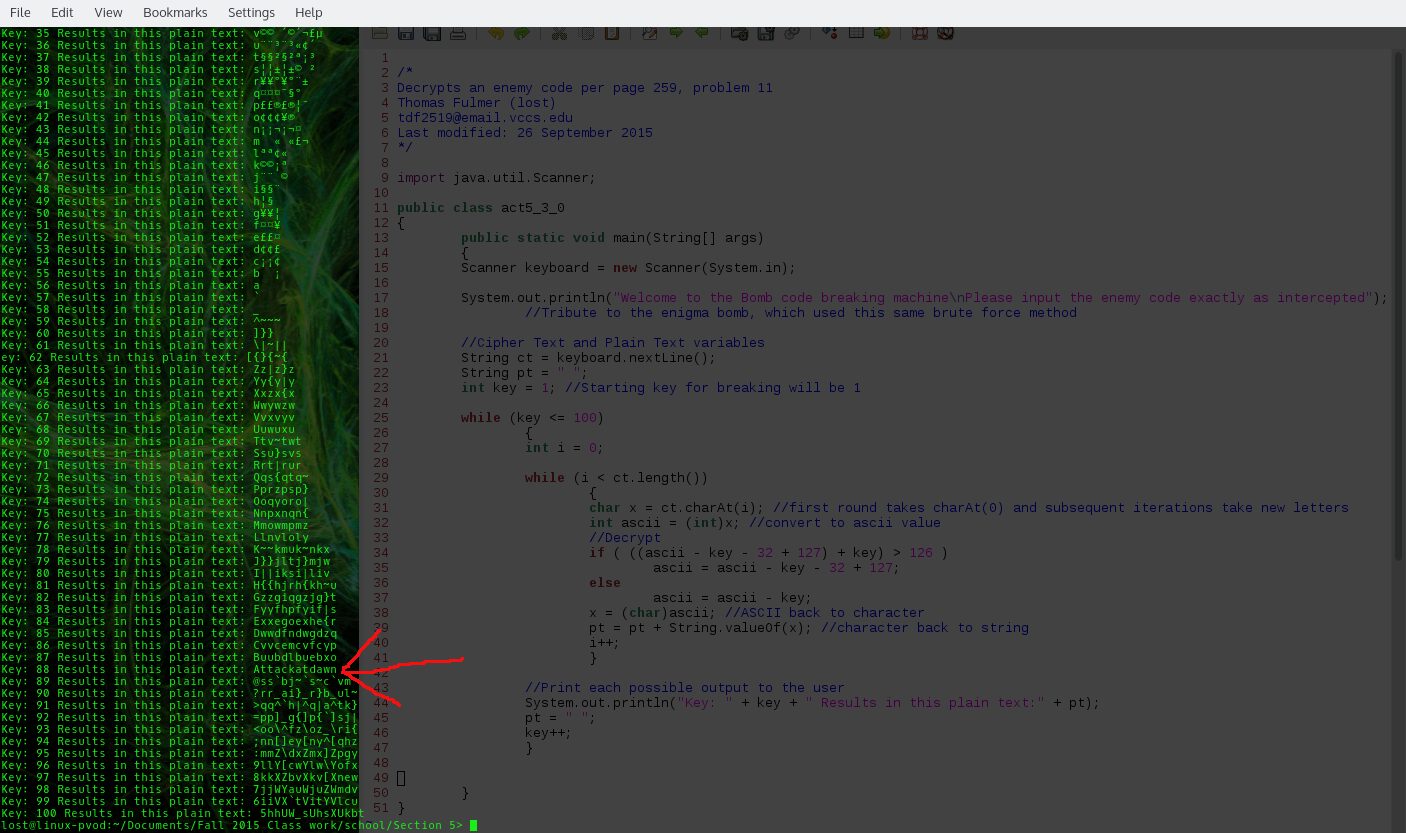 File Edit View Bookmarks Settings Help
Key: 35 Results in this plain text:
Key: 36 Results in this plain text:
Key: 37 Results in this plain text:
Key: 38 Results in this plain text:
Key: 39 Results in this plain text:
Key: 40 Results in this plain text:
Key: 41 Results in this plain text:
Key: 42 Results in this plain text:
Key: 43 Results in this plain text:
Key: 44 Results in this plain text:
Key: 45 Results in this plain text:
Key: 46 Results in this plain text:
Key: 47 Results in this plain text:
Key: 48 Results in this plain text:
Key: 49 Results in this plain text:
Key: 50 Results in this plain text: g¥¥¦
Key: 51 Results in this plain text: f¤¤¥
Key: 52 Results in this plain text: e££¤
Key: 53 Results in this plain text: d¢¢£
Key: 54 Results in this plain text: c¡¡¢
Key: 55 Results in this plain text: b  ¡
Key: 56 Results in this plain text: a
Key: 57 Results in this plain text: `
Key: 58 Results in this plain text: _
Key: 59 Results in this plain text: ^~~~
Key: 60 Results in this plain text: ]}}
Key: 61 Results in this plain text: \|~||
ey: 62 Results in this plain text: [{}{~{
Key: 63 Results in this plain text: Zz|z}z
Key: 64 Results in this plain text: Yy{y|y
Key: 65 Results in this plain text: Xxzx{x
Key: 66 Results in this plain text: Wwywzw
Key: 67 Results in this plain text: Vvxvyv
Key: 68 Results in this plain text: Uuwuxu
Key: 69 Results in this plain text: Ttv~twt
Key: 70 Results in this plain text: Ssu}svs
Key: 71 Results in this plain text: Rrt|rur
Key: 72 Results in this plain text: Qqs{qtq~
Key: 73 Results in this plain text: Pprzpsp}
Key: 74 Results in this plain text: Ooqyoro|
Key: 75 Results in this plain text: Nnpxnqn{
Key: 76 Results in this plain text: Mmowmpmz
Key: 77 Results in this plain text: Llnvloly
Key: 78 Results in this plain text: K~~kmuk~nkx
Key: 79 Results in this plain text: J}}jltj}mjw
Key: 80 Results in this plain text: I||iksi|liv
Key: 81 Results in this plain text: H{{hjrh{kh~u
Key: 82 Results in this plain text: Gzzgiqgzjg}t
Key: 83 Results in this plain text: Fyyfhpfyif|s
Key: 84 Results in this plain text: Exxegoexhe{r
Key: 85 Results in this plain text: Dwwdfndwgdzq
Key: 86 Results in this plain text: Cvvcemcvfcyp
Key: 87 Results in this plain text: Buubdlbuebxo
Key: 88 Results in this plain text: Attackatdawn
Key: 89 Results in this plain text: @ss`bj~`s~c`vm
Key: 90 Results in this plain text: ?rr_ai}_r}b_ul~
Key: 91 Results in this plain text: >qq^`h|^q|a^tk}
Key: 92 Results in this plain text: =pp]_g{]p{`]sj|
Key: 93 Results in this plain text: <oo\^fz\oz_\ri{
Key: 94 Results in this plain text: ;nn[]ey[ny^[qhz
Key: 95 Results in this plain text: :mmZ\dxZmx]Zpgy
Key: 96 Results in this plain text: 9llY[cwYlw\Yofx
Key: 97 Results in this plain text: 8kkXZbvXkv[Xnew
Key: 98 Results in this plain text: 7jjWYauWjuZWmdv
Key: 99 Results in this plain text: 6iiVX`tVitYVlcu
Key: 100 Results in this plain text: 5hhUW_sUhsXUkbt
lost@linux-pvod:~/Documents/Fall 2015 Class work/school/Section 5>
1
2 /*
3 Decrypts an enemy code per page 259, problem 11
4 Thomas Fulmer (lost)
5 tdf2519@email.vccs.edu
6 Last modified: 26 September 2015
7 */
8
9 import java.util.Scanner;
10
11 public class act5_3_0
12 {
13 public static void main(String[] args)
14 {
15 Scanner keyboard = new Scanner(System.in);
16
17 System.out.println("Welcome to the Bomb code breaking machine\nPlease input the enemy code exactly as intercepted");
18 //Tribute to the enigma bomb, which used this same brute force method
19
20 //Cipher Text and Plain Text variables
21 String ct = keyboard.nextLine();
22 String pt = " ";
23 int key = 1; //Starting key for breaking will be 1
24
25 while (key <= 100)
26 {
27 int i = 0;
28
29 while (i < ct.length())
30 {
31 char x = ct.charAt(i); //first round takes charAt(0) and subsequent iterations take new letters
32 int ascii = (int)x; //convert to ascii value
33 //Decrypt
34 if ( ((ascii - key - 32 + 127) + key) > 126 )
35 ascii = ascii - key - 32 + 127;
36 else
37 ascii = ascii - key;
38 x = (char)ascii; //ASCII back to character
39 pt = pt + String.valueOf(x); //character back to string
40 i++;
41 }
42
43 //Print each possible output to the user
44 System.out.println("Key: " + key + " Results in this plain text:" + pt);
45 pt = " ";
46 key++;
47 }
48
49
50 }
51 }